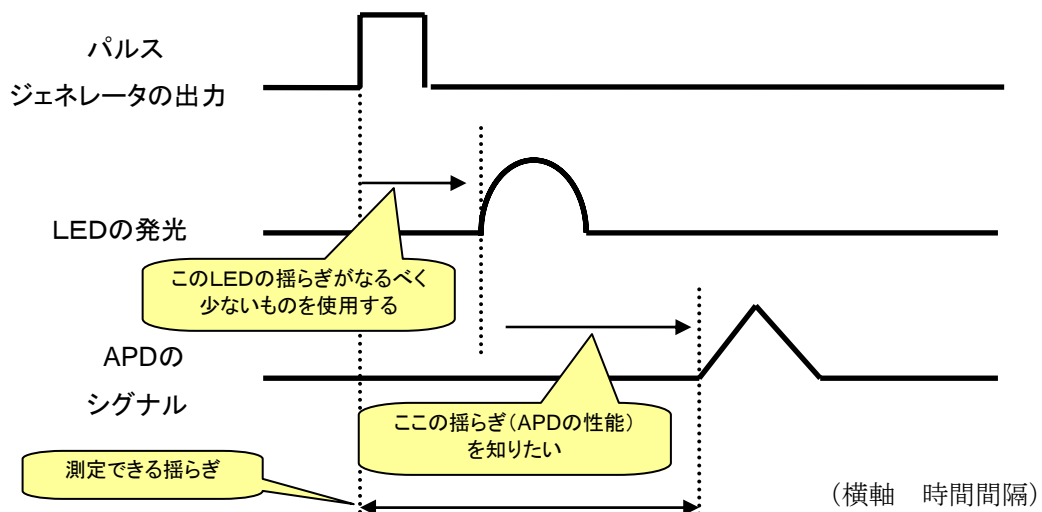 パルス
ジェネレータの出力
LEDの発光
このLEDの揺らぎがなるべく
少ないものを使用する
APDの
シグナル
ここの揺らぎ(APDの性能)
を知りたい
測定できる揺らぎ
(横軸　時間間隔)